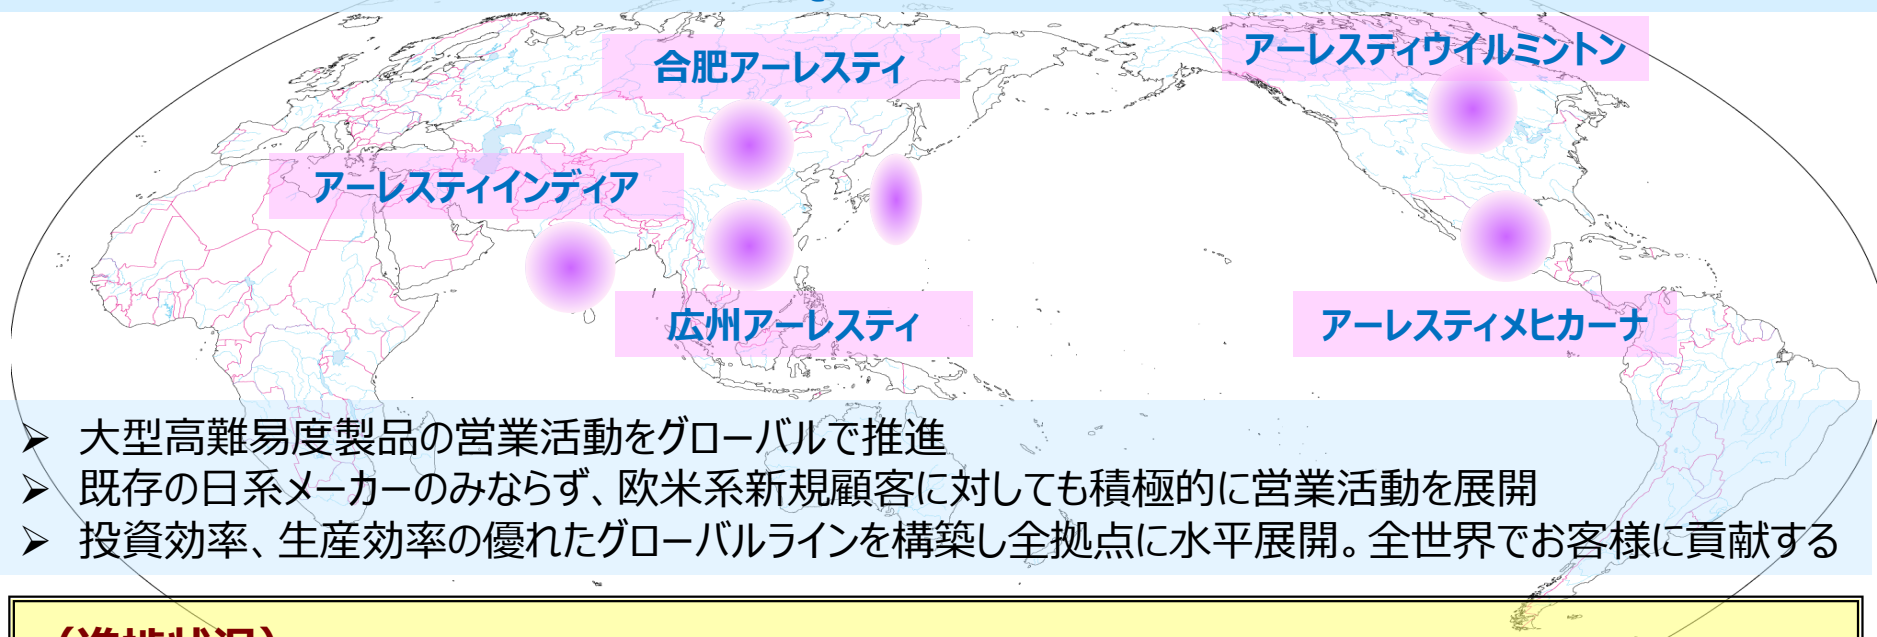 合肥アーレスティ
アーレスティウイルミントン
アーレスティインディア
広州アーレスティ
アーレスティメヒカーナ
➢ 大型高難易度製品の営業活動をグローバルで推進
➢ 既存の日系メーカーのみならず、欧米系新規顧客に対しても積極的に営業活動を展開
➢ 投資効率、生産効率の優れたグローバルラインを構築し全拠点に水平展開。全世界でお客様に貢献する
(進捗状況)